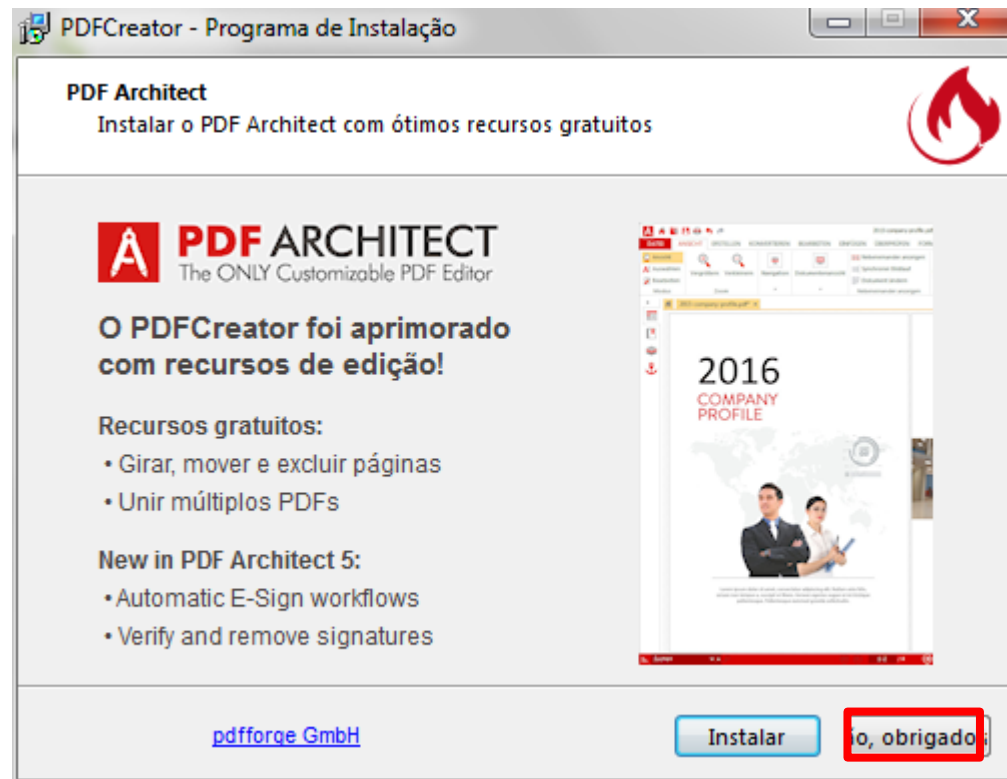 PDFCreator - Programa de Instalação
PDF Architect
Instalar o PDF Architect com ótimos recursos gratuitos
A PDF ARCHITECT
The ONLY Customizable PDF Editor
O PDFCreator foi aprimorado
com recursos de edição!
Recursos gratuitos:
• Girar, mover e excluir páginas
• Unir múltiplos PDFs
New in PDF Architect 5:
• Automatic E-Sign workflows
• Verify and remove signatures
2016
COMPANY
PROFILE
pdfforge GmbH
Instalar
ão, obrigado